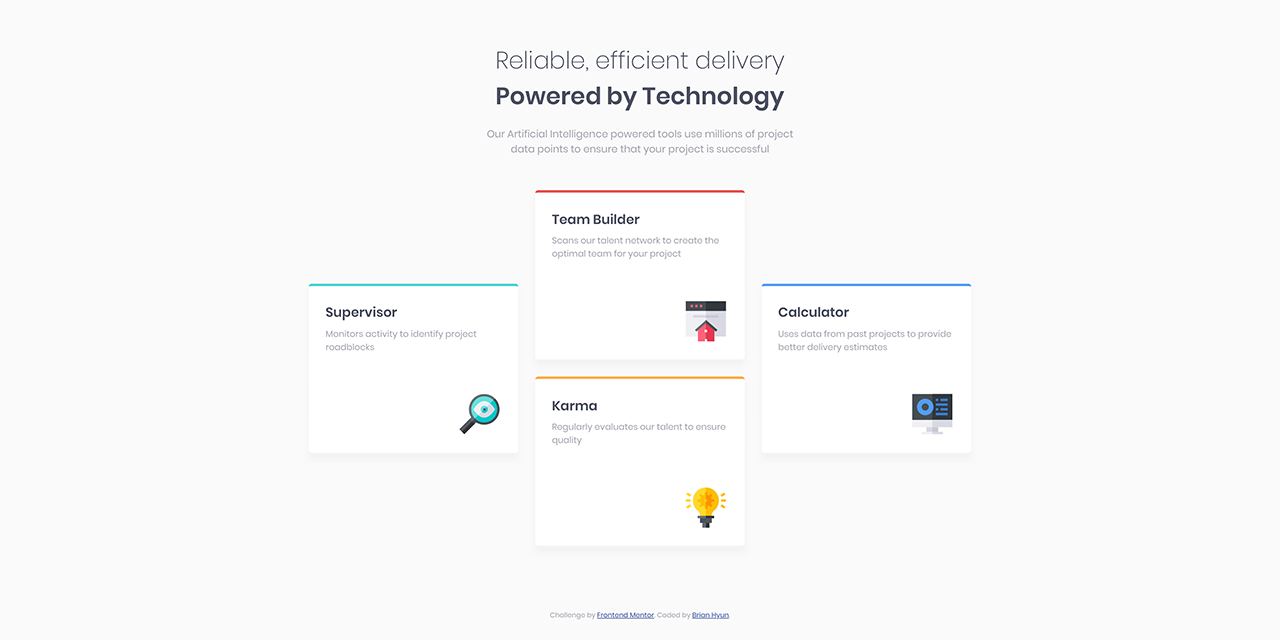 Reliable, efficient delivery
Powered by Technology
Our Artificial Intelligence powered tools use millions of project
data points to ensure that your project is successful
Team Builder
Scans our talent network to create the
optimal team for your project
Supervisor
Monitors activity to identify project
roadblocks
Calculator
Uses data from past projects to provide
better delivery estimates
Karma
Regularly evaluates our talent to ensure
quality
Challenge by Frontend Mentor. Coded by Brian Hyun.